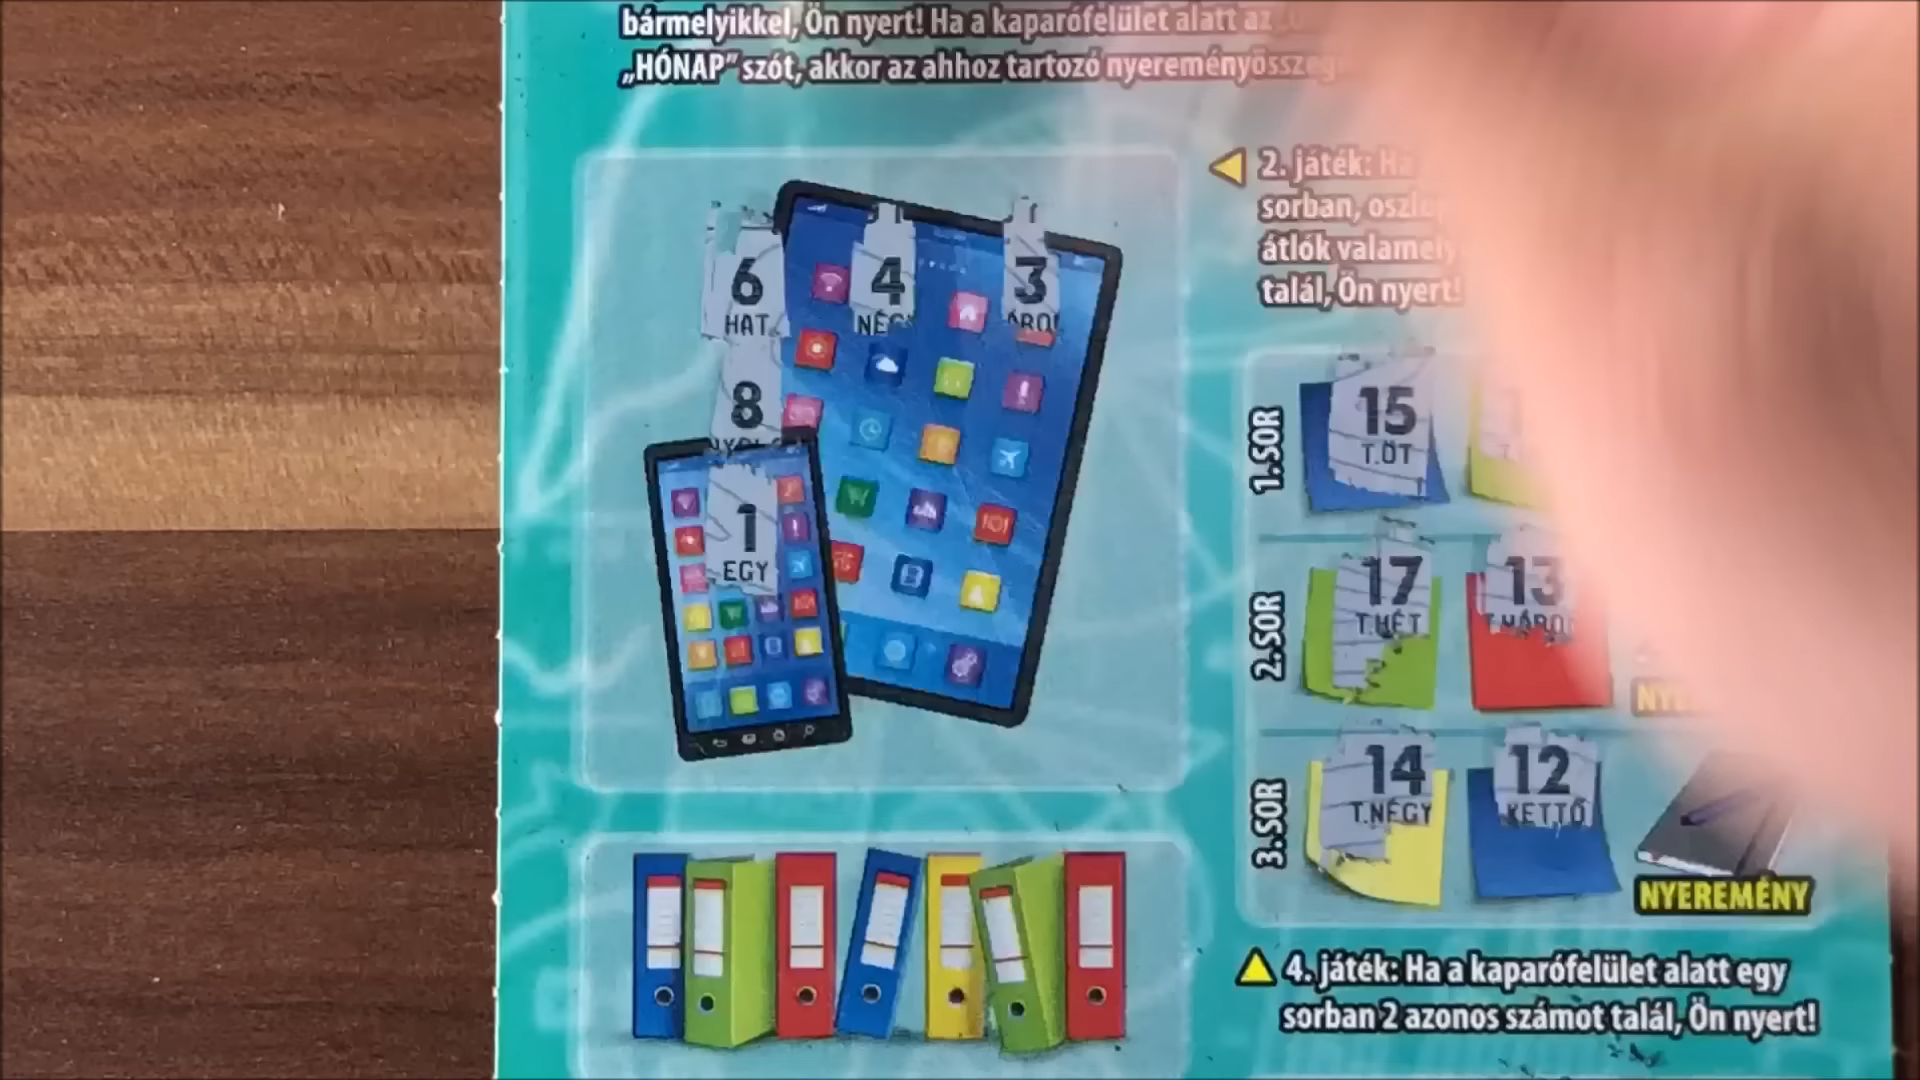 bármelyikkel, Ön nyert! Ha a kaparófelület alatt az
„HÓNAP” szót, akkor az ahhoz tartozó nyereményösszeg
2. játék: Ha
sorban,
átlók
talál, Ön nyert!
6
HAT
4
3
8
1
EGY
1.SOR
15
T.ÖT
2.SOR
17
T.HÉT
13
T.HÁRO
3.SOR
14
T.NÉGY
12
KETTŐ
NYEREMÉNY
4. játék: Ha a kaparófelület alatt egy
sorban 2 azonos számot talál, Ön nyert!